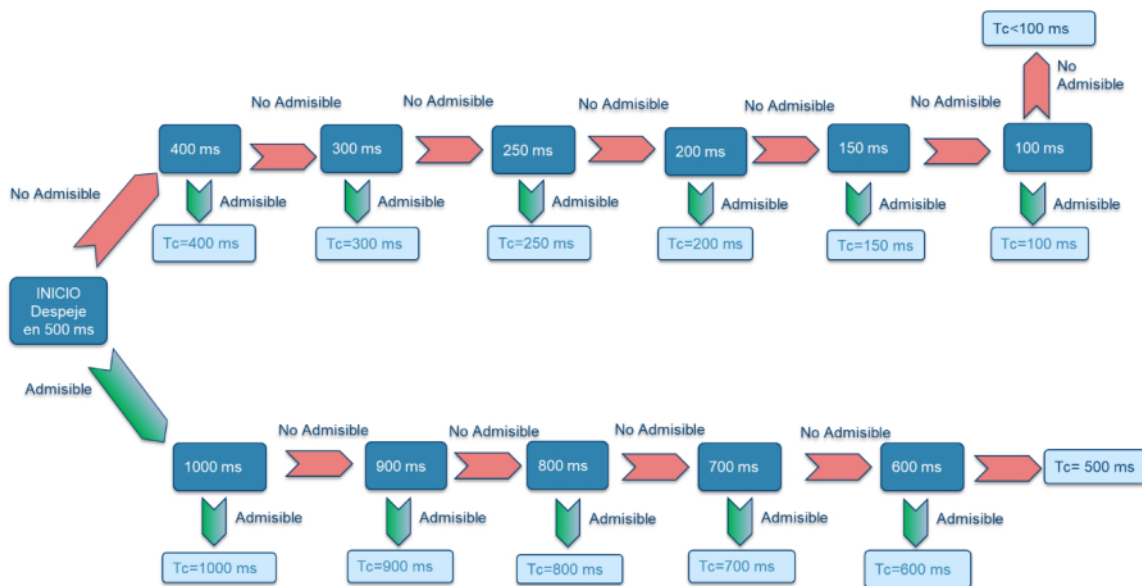 Tc<100 ms
No
Admisible
No Admisible
No Admisible
No Admisible
No Admisible
No Admisible
400 ms
300 ms
250 ms
200 ms
150 ms
100 ms
No Admisible
Admisible
Admisible
Admisible
Admisible
Admisible
Admisible
Tc=400 ms
Tc=300 ms
Tc=250 ms
Tc=200 ms
Tc=150 ms
Tc=100 ms
INICIO
Despeje
en 500 ms
Admisible
No Admisible
No Admisible
No Admisible
No Admisible
1000 ms
900 ms
800 ms
700 ms
600 ms
Tc= 500 ms
Admisible
Admisible
Admisible
Admisible
Admisible
Tc=1000 ms
Tc=900 ms
Tc=800 ms
Tc=700 ms
Tc=600 ms